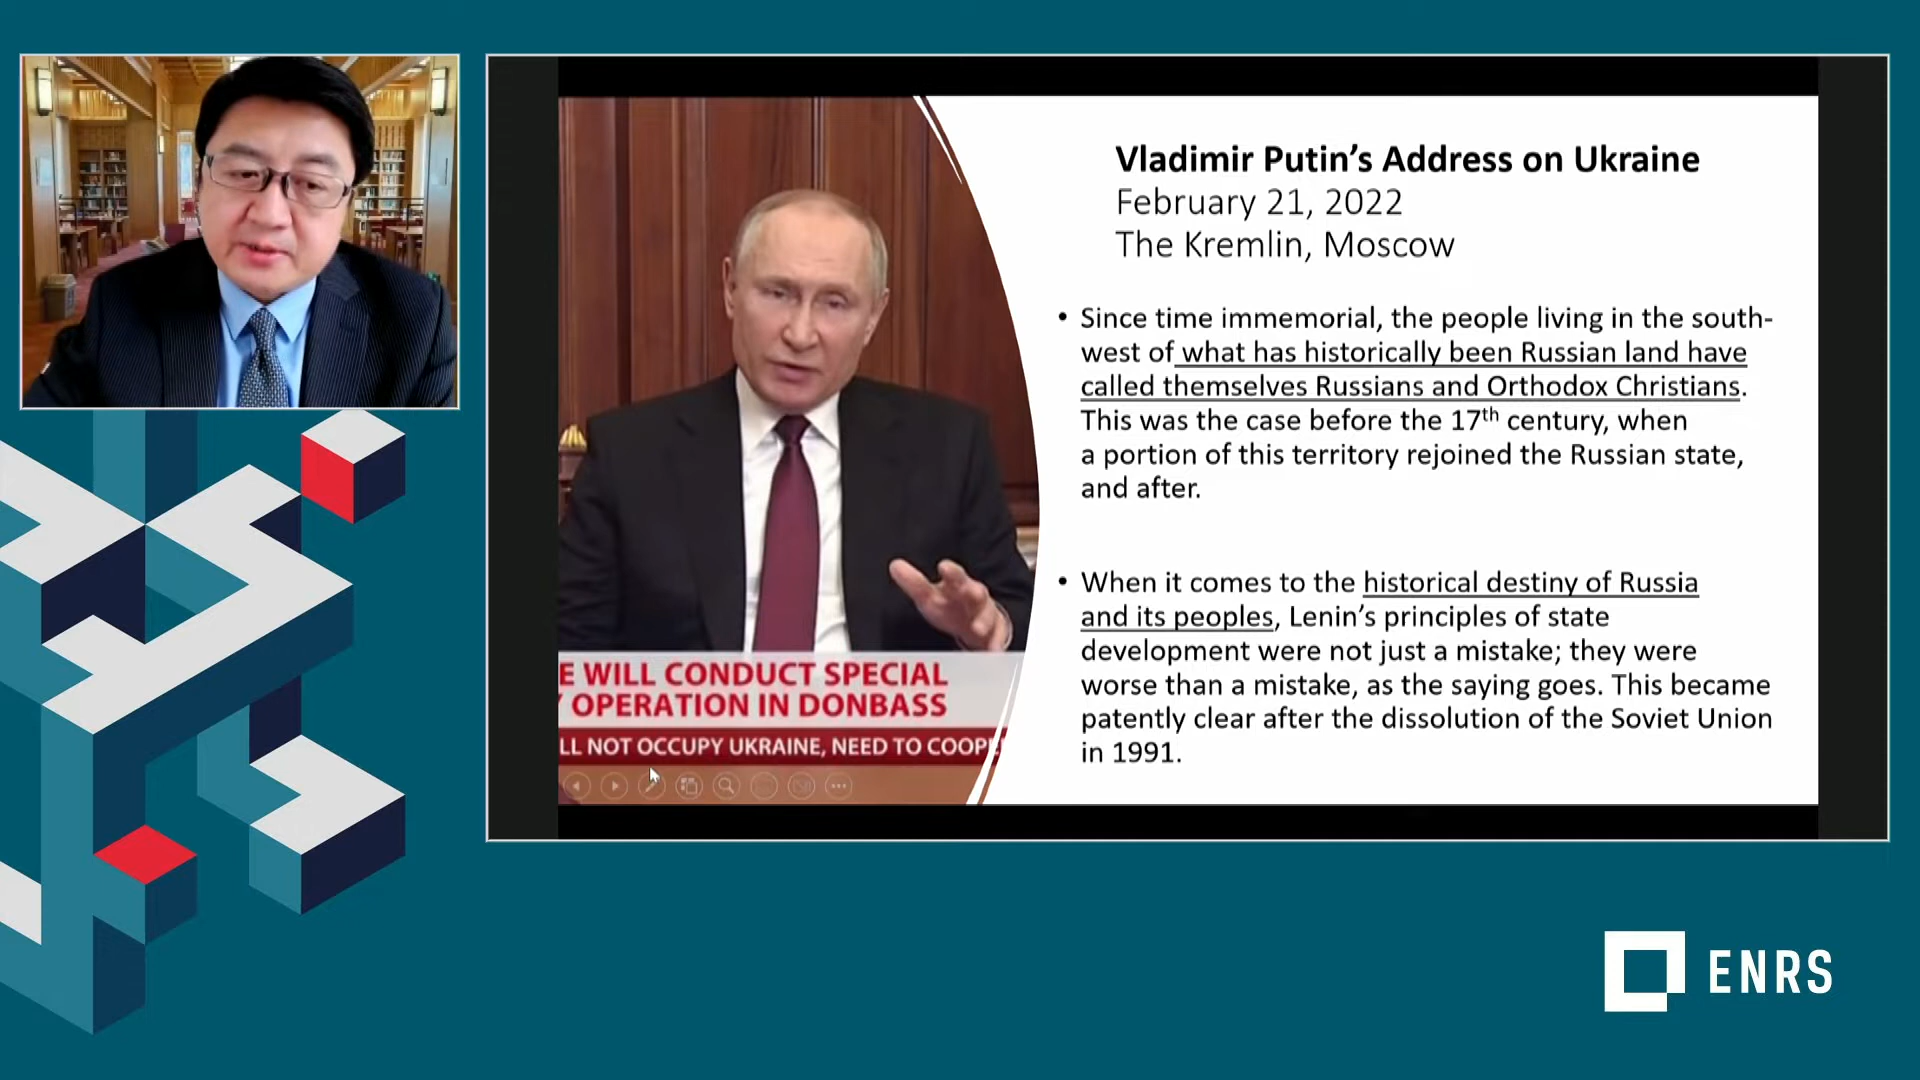 Vladimir Putin’s Address on Ukraine
February 21, 2022
The Kremlin, Moscow
• Since time immemorial, the people living in the south-
west of what has historically been Russian land have
called themselves Russians and Orthodox Christians.
This was the case before the 17th century, when
a portion of this territory rejoined the Russian state,
and after.
• When it comes to the historical destiny of Russia
and its peoples, Lenin’s principles of state
development were not just a mistake; they were
worse than a mistake, as the saying goes. This became
patently clear after the dissolution of the Soviet Union
in 1991.
E WILL CONDUCT SPECIAL
OPERATION IN DONBASS
LL NOT OCCUPY UKRAINE, NEED TO COOPE
ENRS